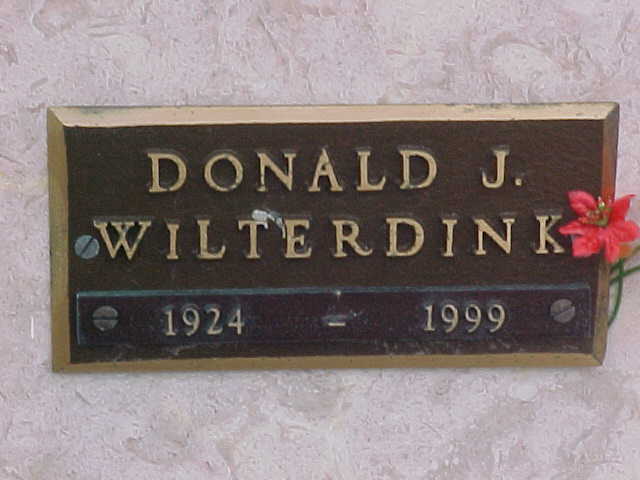 DONALD J.
WILTERDINK
1924 - 1999